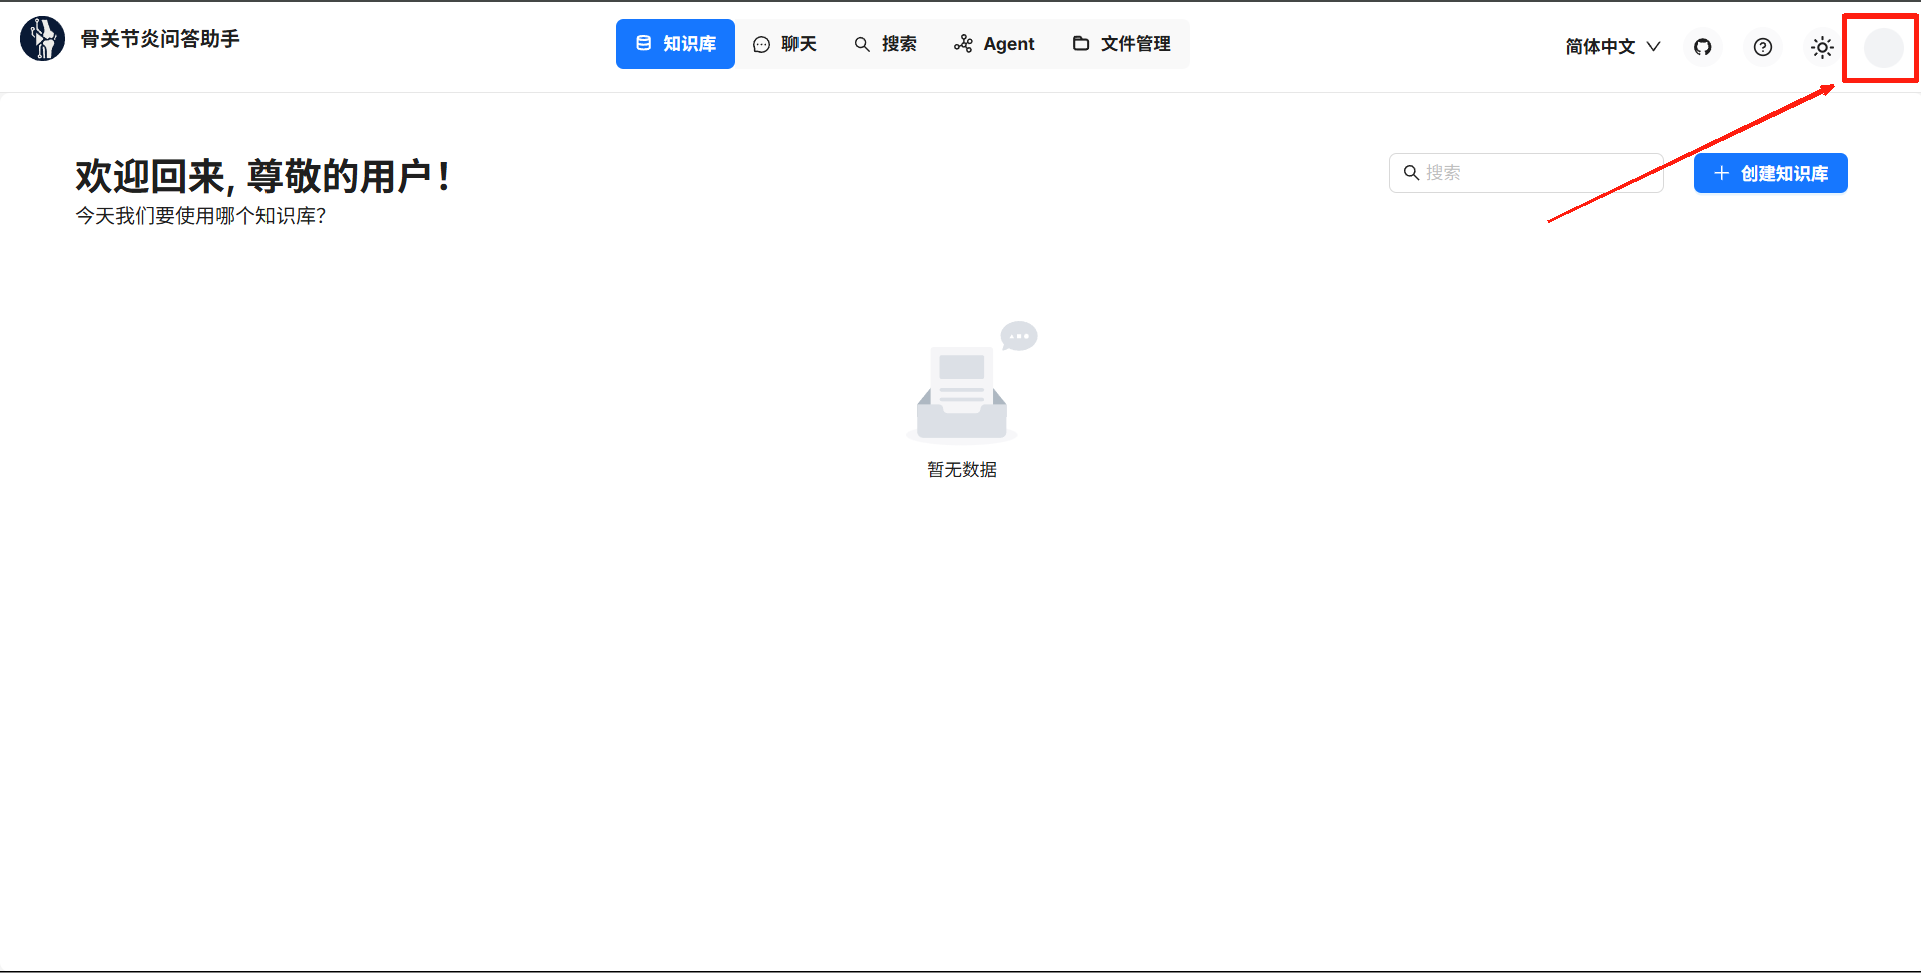 骨关节炎问答助手
知识库
聊天
搜索
Agent
文件管理
简体中文
欢迎回来, 尊敬的用户！
今天我们要使用哪个知识库？
搜索
创建知识库
暂无数据